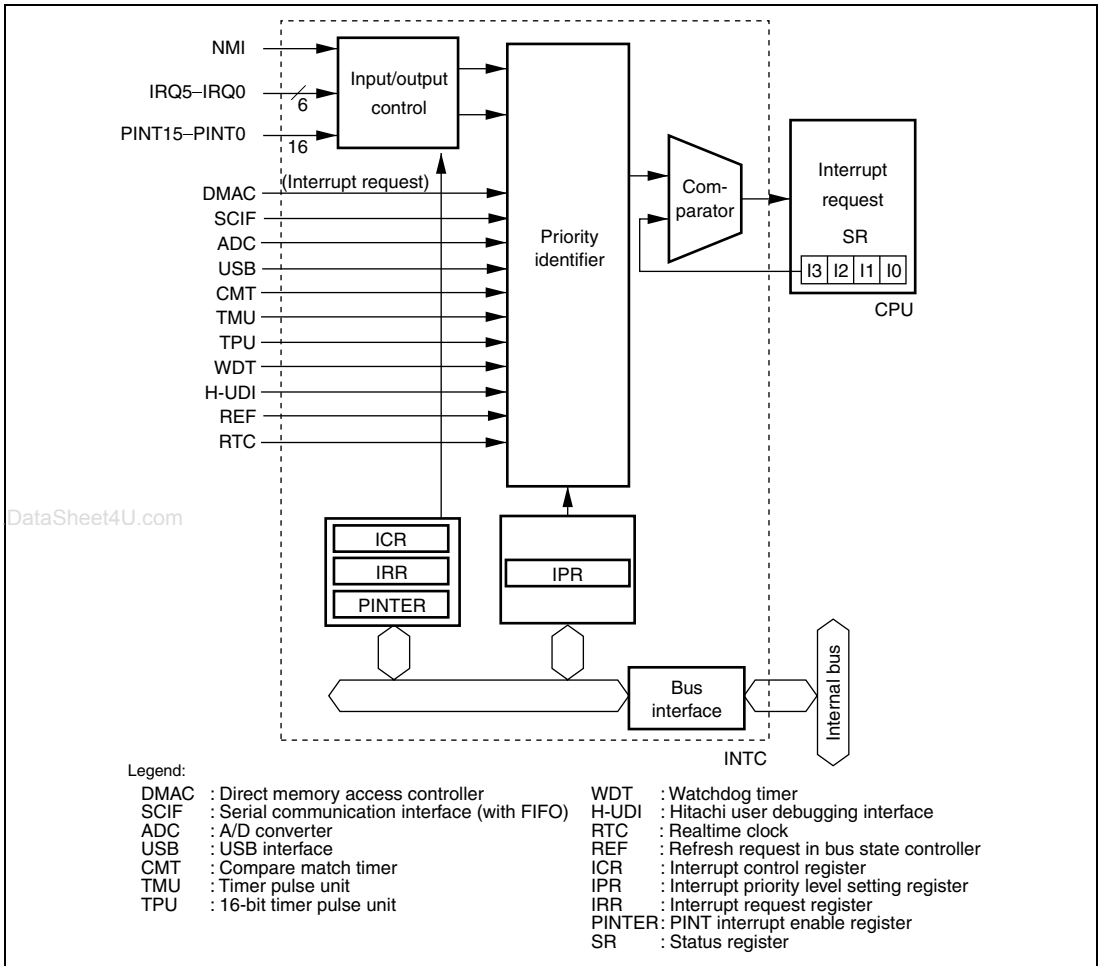 NMI
IRQ5–IRQ0
6
PINT15–PINT0
16
Input/output
control
(Interrupt request)
DMAC
SCIF
ADC
USB
CMT
TMU
TPU
WDT
H-UDI
REF
RTC
Priority
identifier
Com-
parator
Interrupt
request
SR
I3 I2 I1 I0
CPU
DataSheet4U.com
ICR
IRR
PINTER
IPR
Bus
interface
Internal bus
INTC
Legend:
DMAC : Direct memory access controller
SCIF : Serial communication interface (with FIFO)
ADC : A/D converter
USB : USB interface
CMT : Compare match timer
TMU : Timer pulse unit
TPU : 16-bit timer pulse unit
WDT : Watchdog timer
H-UDI : Hitachi user debugging interface
RTC : Realtime clock
REF : Refresh request in bus state controller
ICR : Interrupt control register
IPR : Interrupt priority level setting register
IRR : Interrupt request register
PINTER: PINT interrupt enable register
SR : Status register